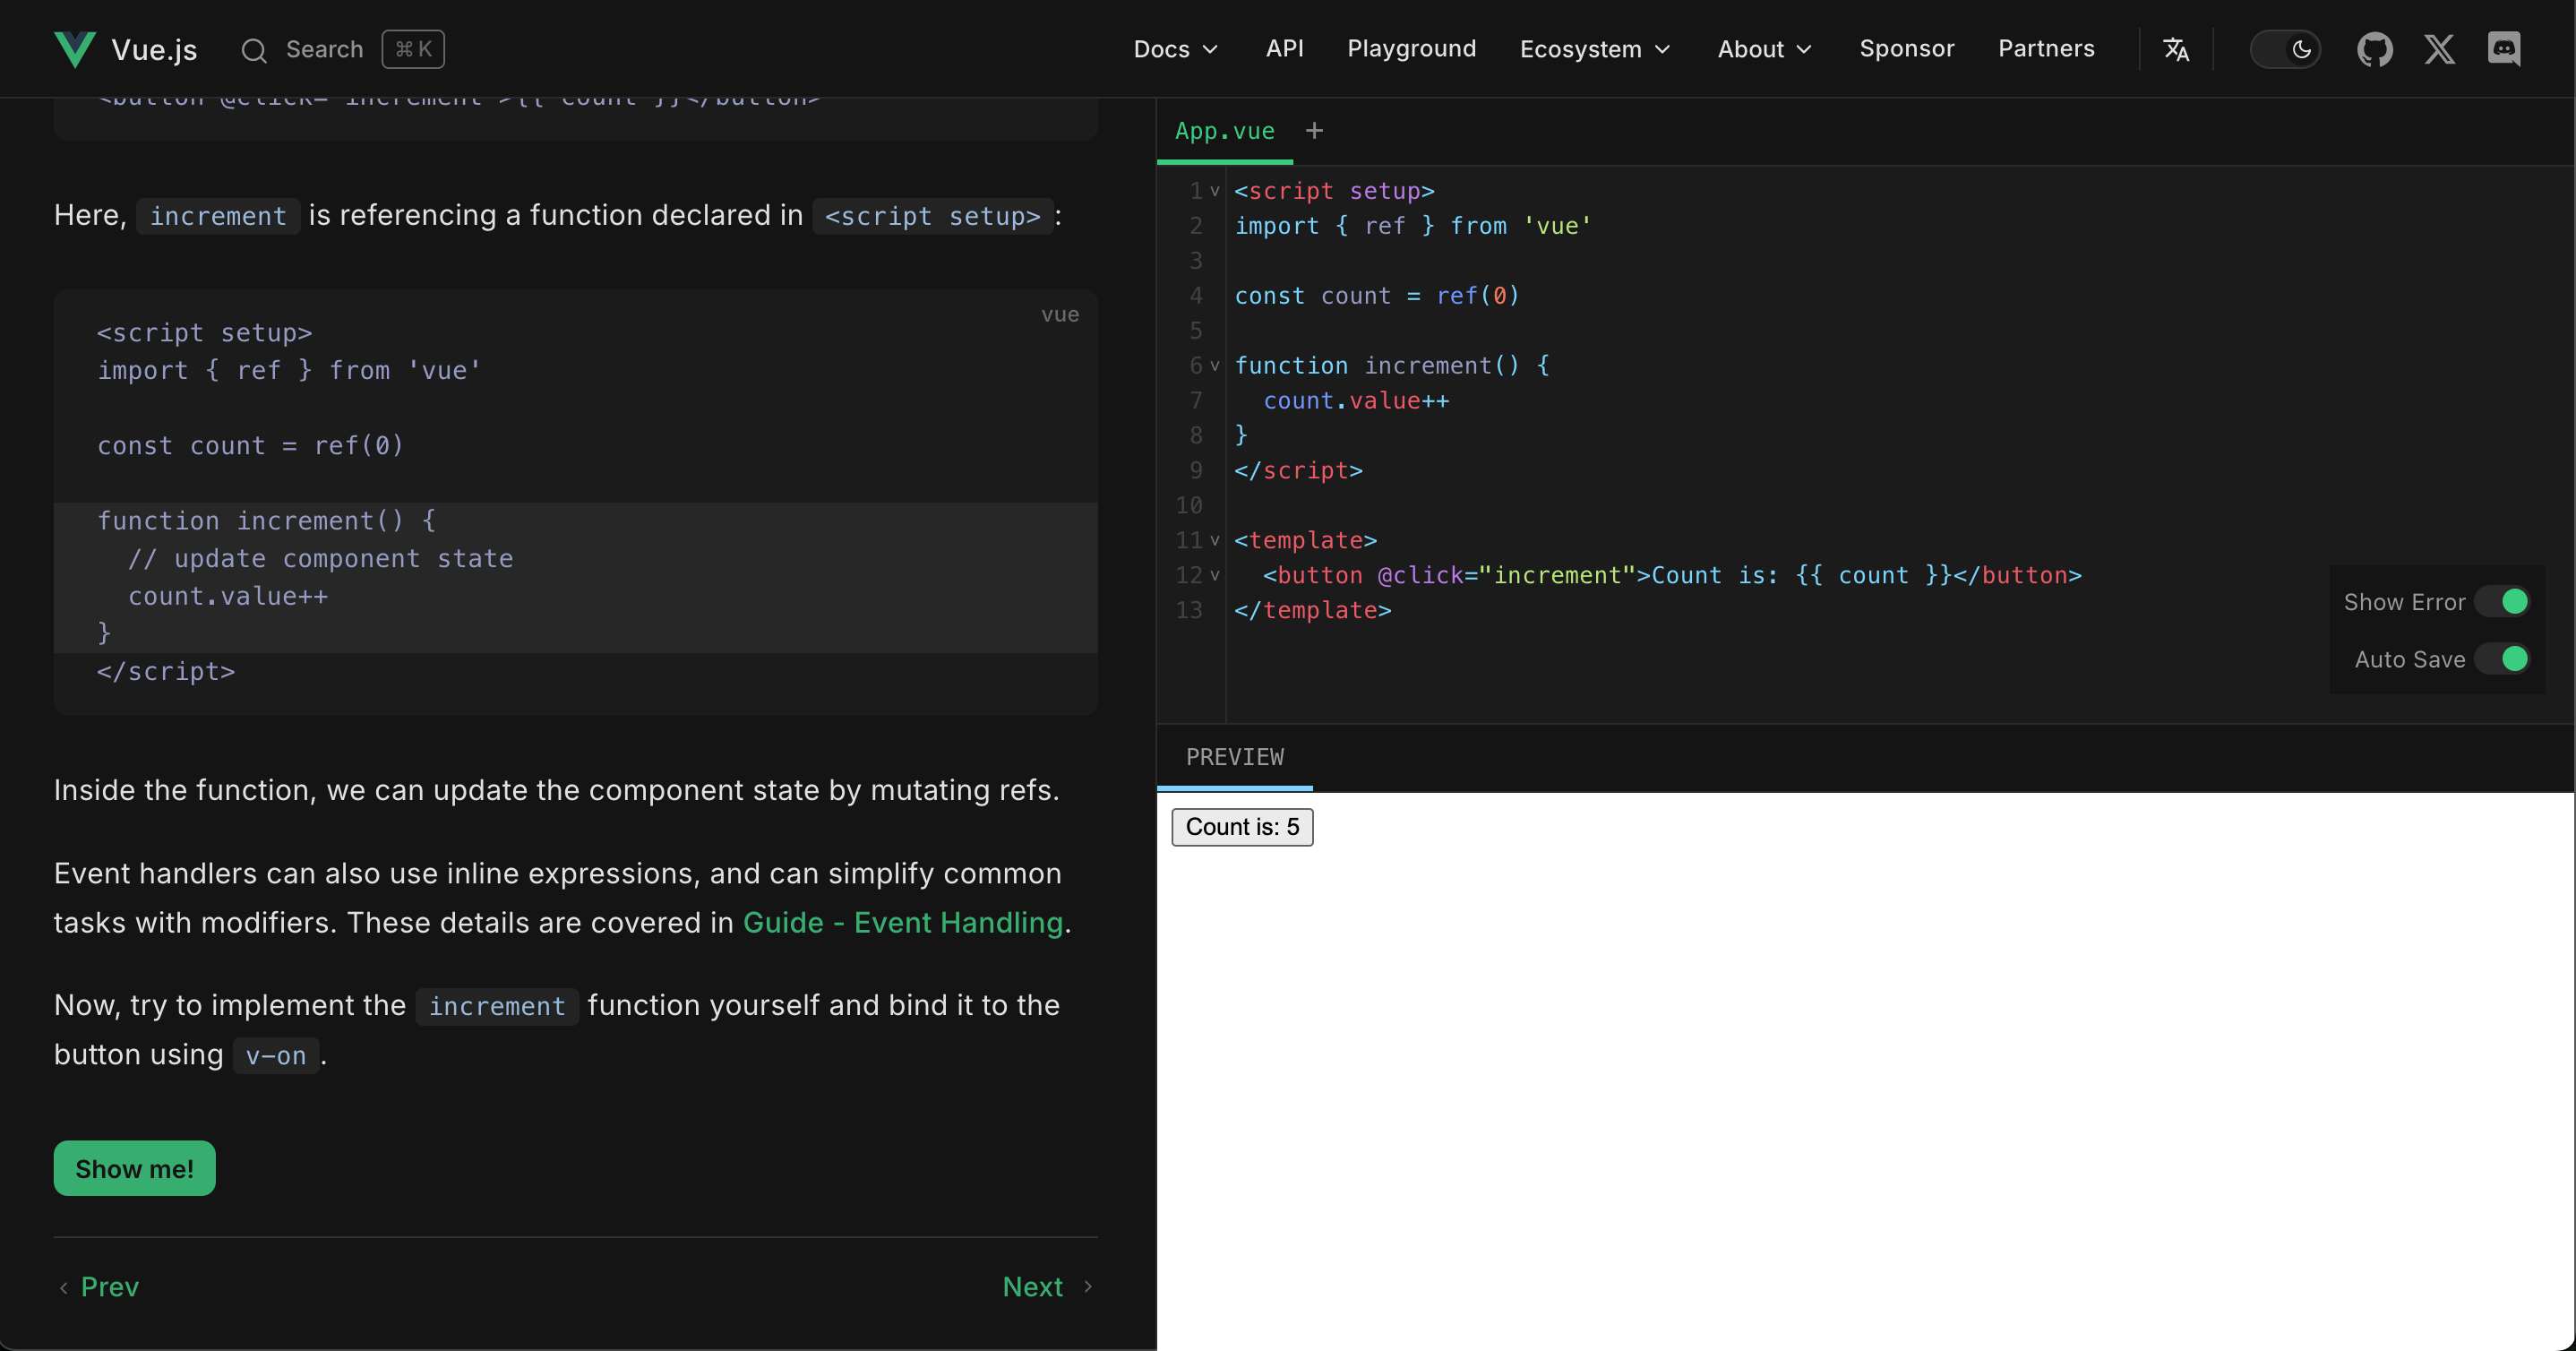 Vue.js Search ⌘ K Docs API Playground Ecosystem About Sponsor Partners
<button @click="increment">{{ count }}</button>
Here, increment is referencing a function declared in <script setup>:
vue
<script setup>
import { ref } from 'vue'
const count = ref(0)
function increment() {
  // update component state
  count.value++
}
</script>
Inside the function, we can update the component state by mutating refs.
Event handlers can also use inline expressions, and can simplify common
tasks with modifiers. These details are covered in Guide - Event Handling.
Now, try to implement the increment function yourself and bind it to the
button using v-on.
Show me!
Prev
Next
App.vue +
1 <script setup>
2 import { ref } from 'vue'
3
4 const count = ref(0)
5
6 function increment() {
7   count.value++
8 }
9 </script>
10
11 <template>
12   <button @click="increment">Count is: {{ count }}</button>
13 </template>
Show Error
Auto Save
PREVIEW
Count is: 5